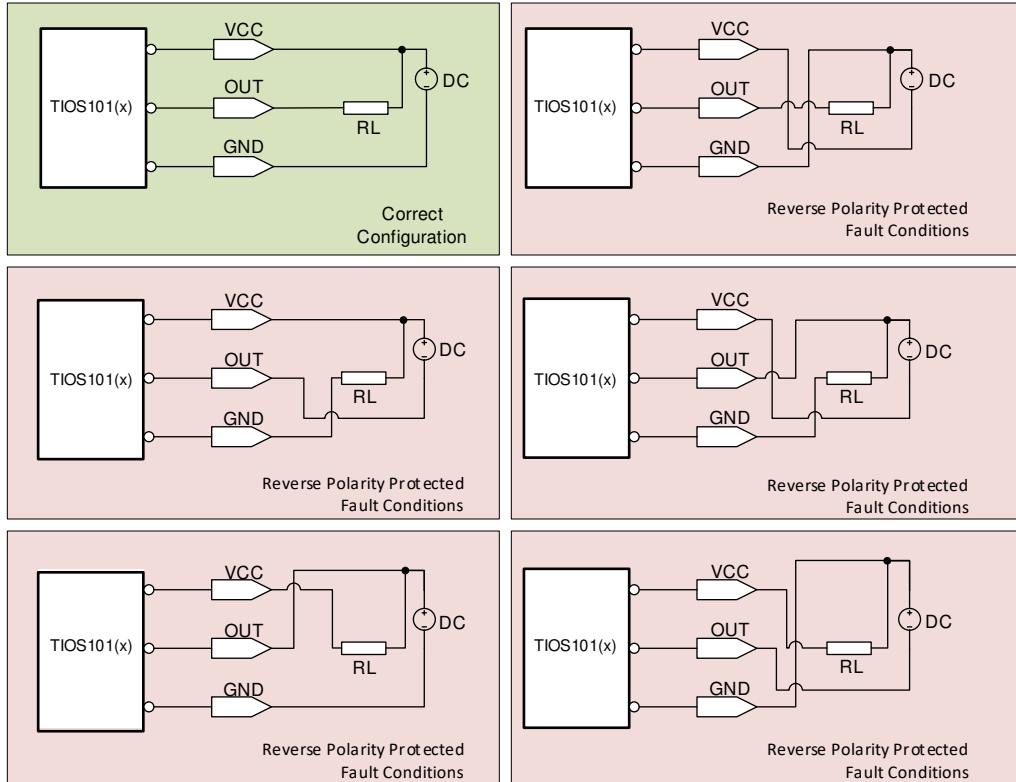 VCC
OUT
TIOS101(x)
DC
+
−
RL
GND
Correct
Configuration
VCC
OUT
TIOS101(x)
DC
+
−
RL
GND
Reverse Polarity Protected
Fault Conditions
VCC
OUT
TIOS101(x)
DC
+
−
RL
GND
Reverse Polarity Protected
Fault Conditions
VCC
OUT
TIOS101(x)
DC
+
−
RL
GND
Reverse Polarity Protected
Fault Conditions
VCC
OUT
TIOS101(x)
DC
+
−
RL
GND
Reverse Polarity Protected
Fault Conditions
VCC
OUT
TIOS101(x)
DC
+
−
RL
GND
Reverse Polarity Protected
Fault Conditions